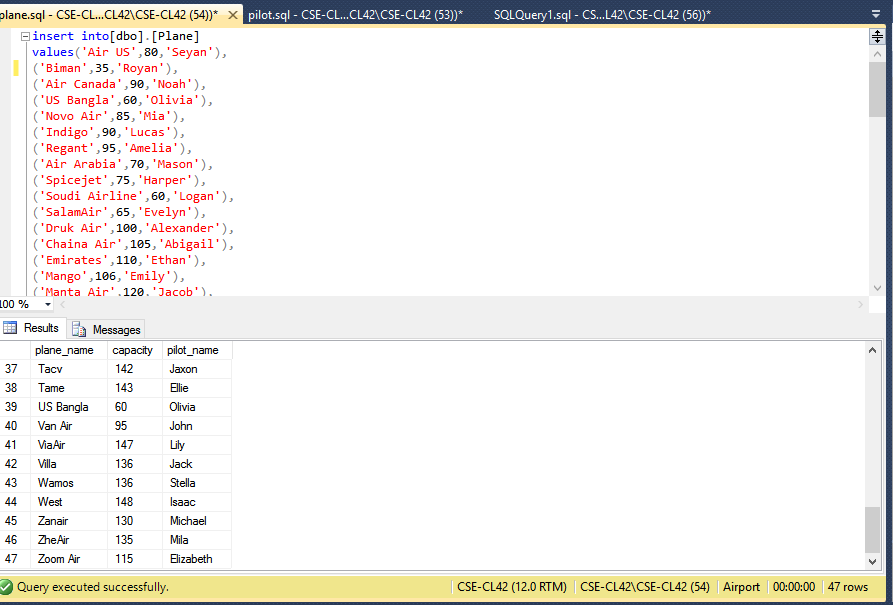 plane.sql - CSE-CL...CL42\CSE-CL42 (54))* pilot.sql - CSE-CL...CL42\CSE-CL42 (53))* SQLQuery1.sql - CS...L42\CSE-CL42 (56))*
insert into[dbo].[Plane]
values('Air US',80,'Seyan'),
('Biman',35,'Royan'),
('Air Canada',90,'Noah'),
('US Bangla',60,'Olivia'),
('Novo Air',85,'Mia'),
('Indigo',90,'Lucas'),
('Regant',95,'Amelia'),
('Air Arabia',70,'Mason'),
('Spicejet',75,'Harper'),
('Soudi Airline',60,'Logan'),
('SalamAir',65,'Evelyn'),
('Druk Air',100,'Alexander'),
('Chaina Air',105,'Abigail'),
('Emirates',110,'Ethan'),
('Mango',106,'Emily'),
('Manta Air',120,'Jacob'),
100 %
Results Messages
plane_name capacity pilot_name
37 Tacv 142 Jaxon
38 Tame 143 Ellie
39 US Bangla 60 Olivia
40 Van Air 95 John
41 ViaAir 147 Lily
42 Villa 136 Jack
43 Wamos 136 Stella
44 West 148 Isaac
45 Zanair 130 Michael
46 ZheAir 135 Mila
47 Zoom Air 115 Elizabeth
Query executed successfully. CSE-CL42 (12.0 RTM) CSE-CL42\CSE-CL42 (54) Airport 00:00:00 47 rows